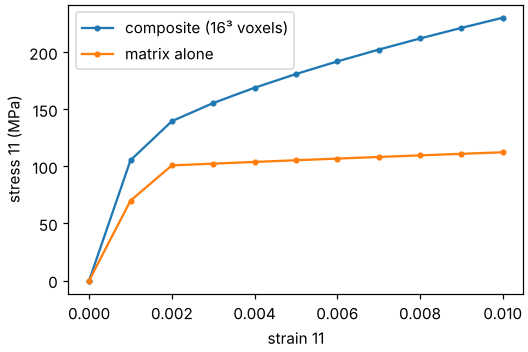 composite (16³ voxels)
matrix alone
200
150
100
50
0
stress 11 (MPa)
0.000 0.002 0.004 0.006 0.008 0.010
strain 11